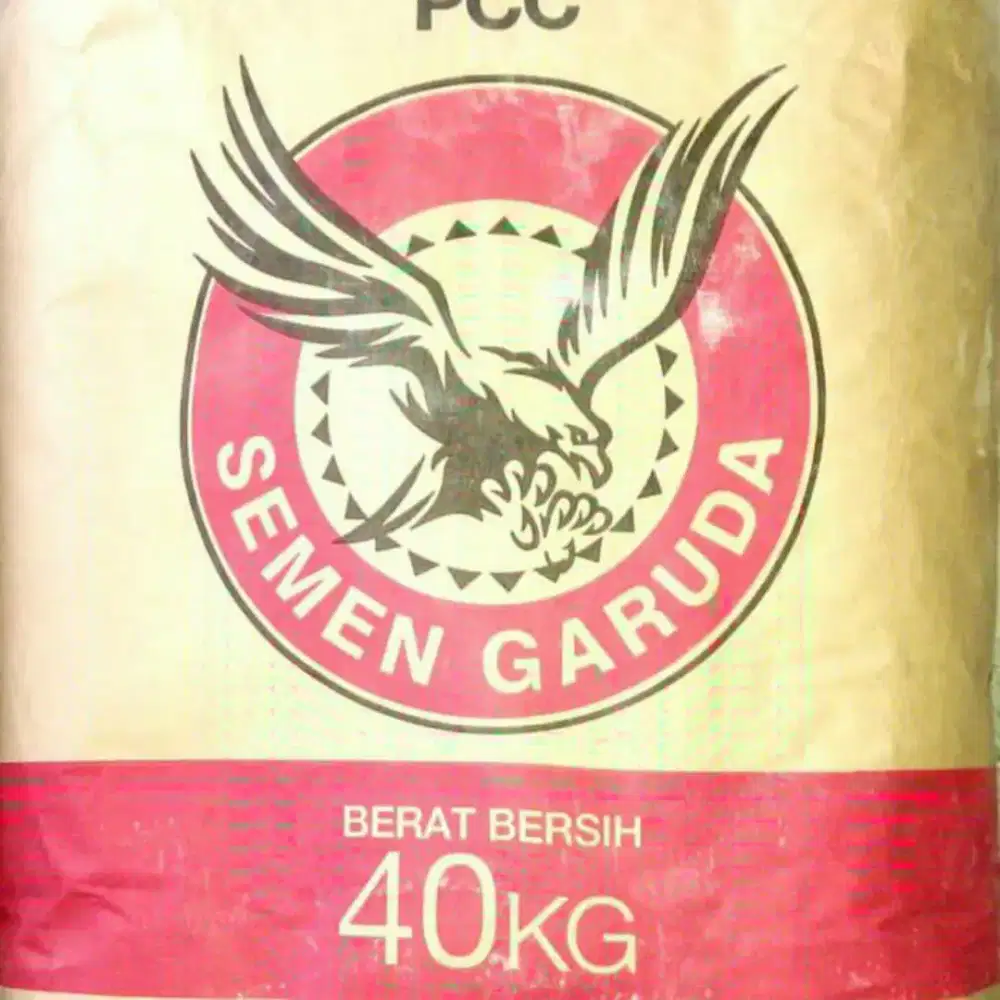 PCC
SEMEN GARUDA
BERAT BERSIH
40KG